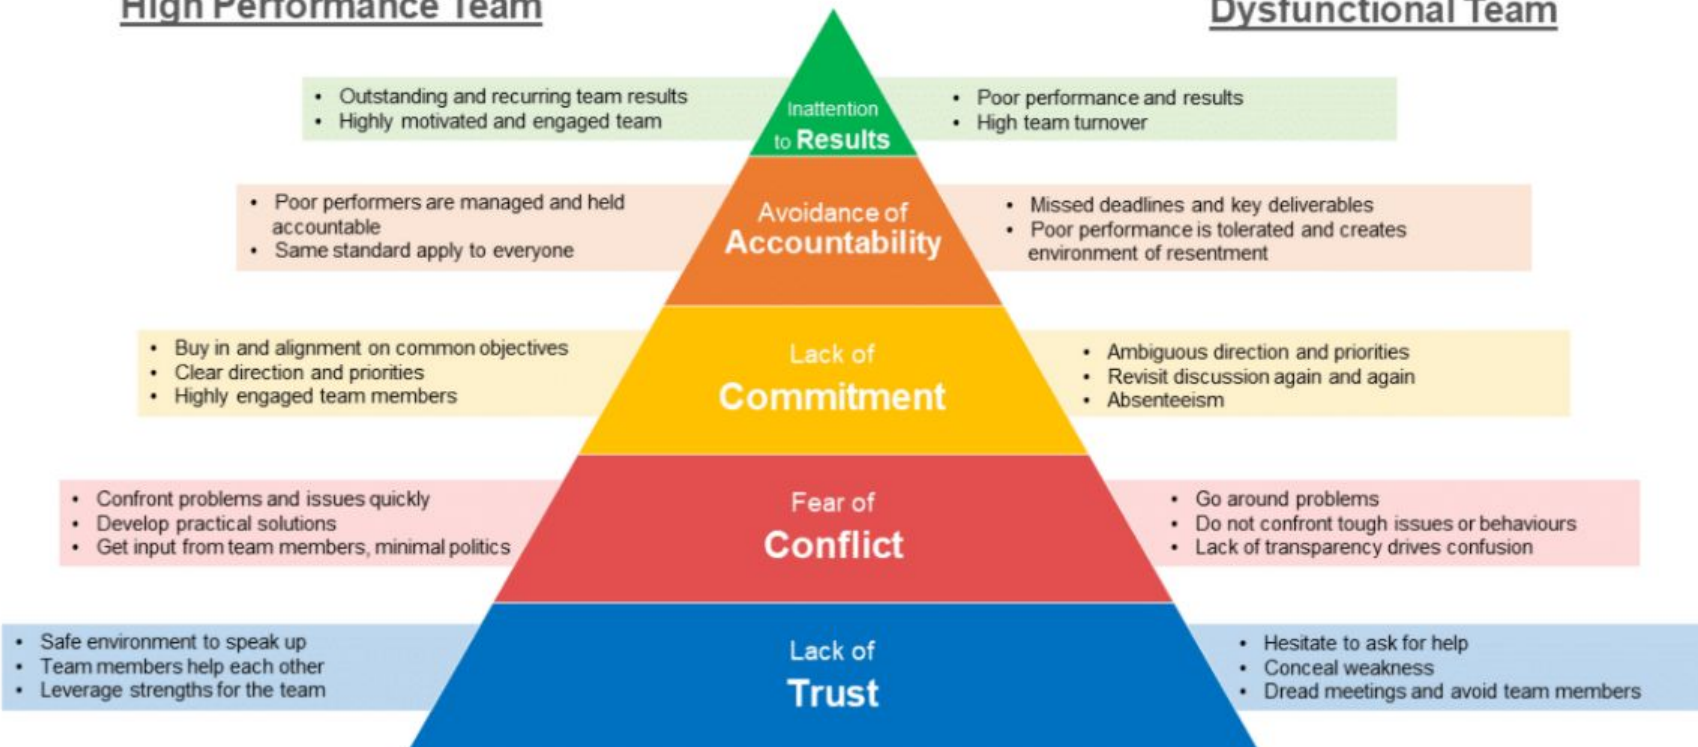 High Performance Team
Dysfunctional Team
• Outstanding and recurring team results
• Highly motivated and engaged team
Inattention
to Results
• Poor performance and results
• High team turnover
• Poor performers are managed and held
accountable
• Same standard apply to everyone
Avoidance of
Accountability
• Missed deadlines and key deliverables
• Poor performance is tolerated and creates
environment of resentment
• Buy in and alignment on common objectives
• Clear direction and priorities
• Highly engaged team members
Lack of
Commitment
• Ambiguous direction and priorities
• Revisit discussion again and again
• Absenteeism
• Confront problems and issues quickly
• Develop practical solutions
• Get input from team members, minimal politics
Fear of
Conflict
• Go around problems
• Do not confront tough issues or behaviours
• Lack of transparency drives confusion
• Safe environment to speak up
• Team members help each other
• Leverage strengths for the team
Lack of
Trust
• Hesitate to ask for help
• Conceal weakness
• Dread meetings and avoid team members